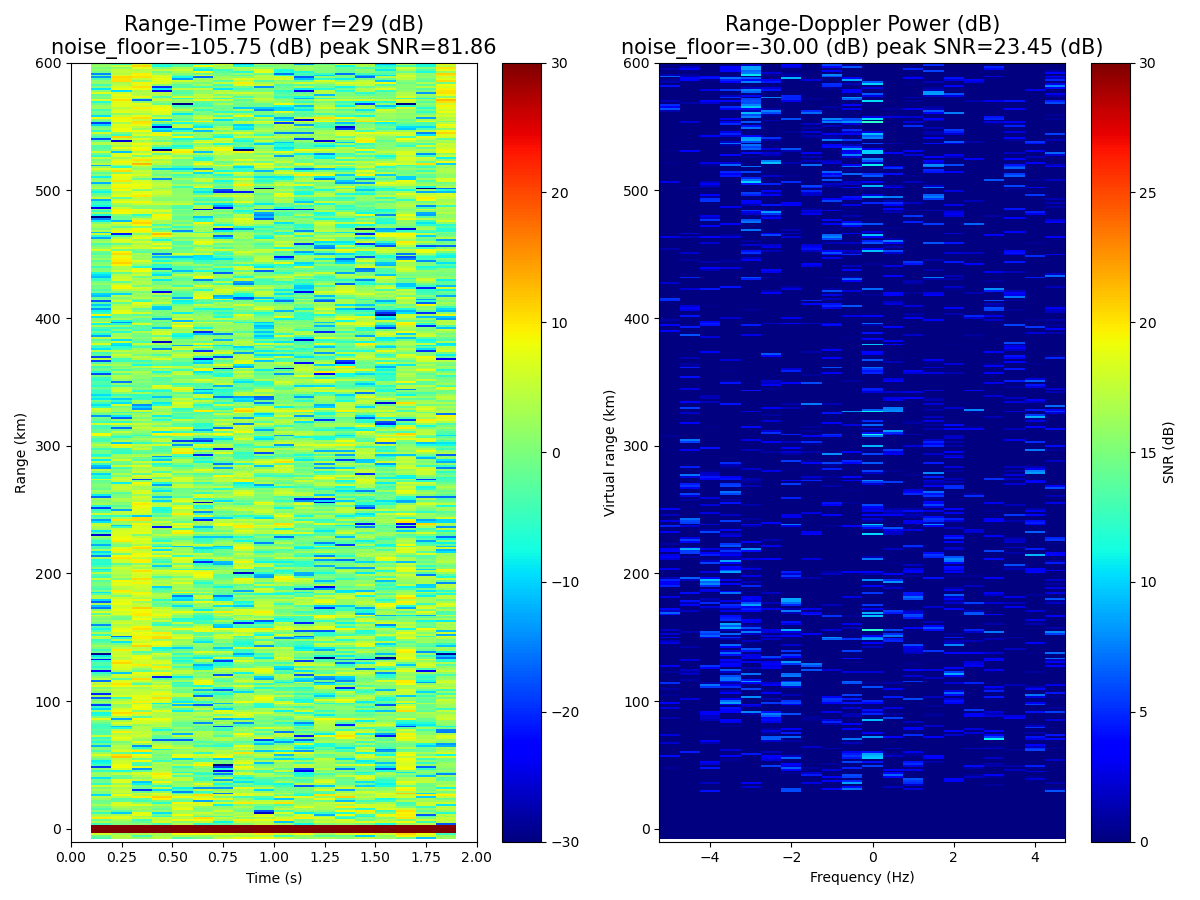 Range-Time Power f=29 (dB)
noise_floor=-105.75 (dB) peak SNR=81.86
Range (km)
600
500
400
300
200
100
0
0.00 0.25 0.50 0.75 1.00 1.25 1.50 1.75 2.00
Time (s)
30
20
10
0
−10
−20
−30
Range-Doppler Power (dB)
noise_floor=-30.00 (dB) peak SNR=23.45 (dB)
Virtual range (km)
600
500
400
300
200
100
0
−4 −2 0 2 4
Frequency (Hz)
30
25
20
15
10
5
0
SNR (dB)